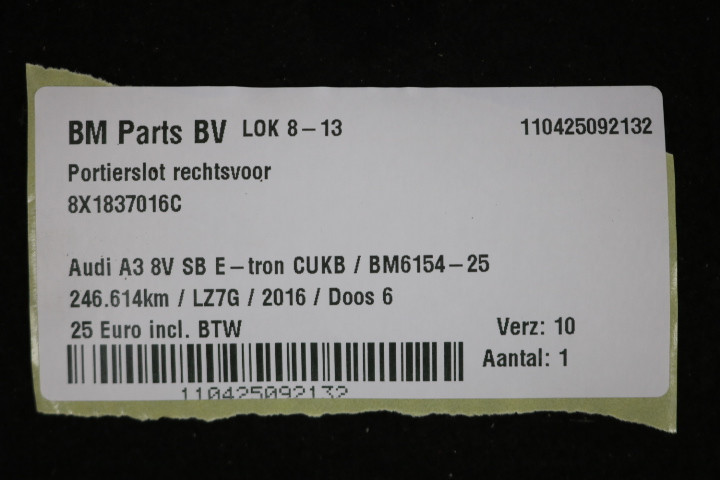 BM Parts BV LOK 8-13 110425092132
Portierslot rechtsvoor
8X1837016C
Audi A3 8V SB E-tron CUKB / BM6154-25
246.614km / LZ7G / 2016 / Doos 6
25 Euro incl. BTW Verz: 10
Aantal: 1
110425092132